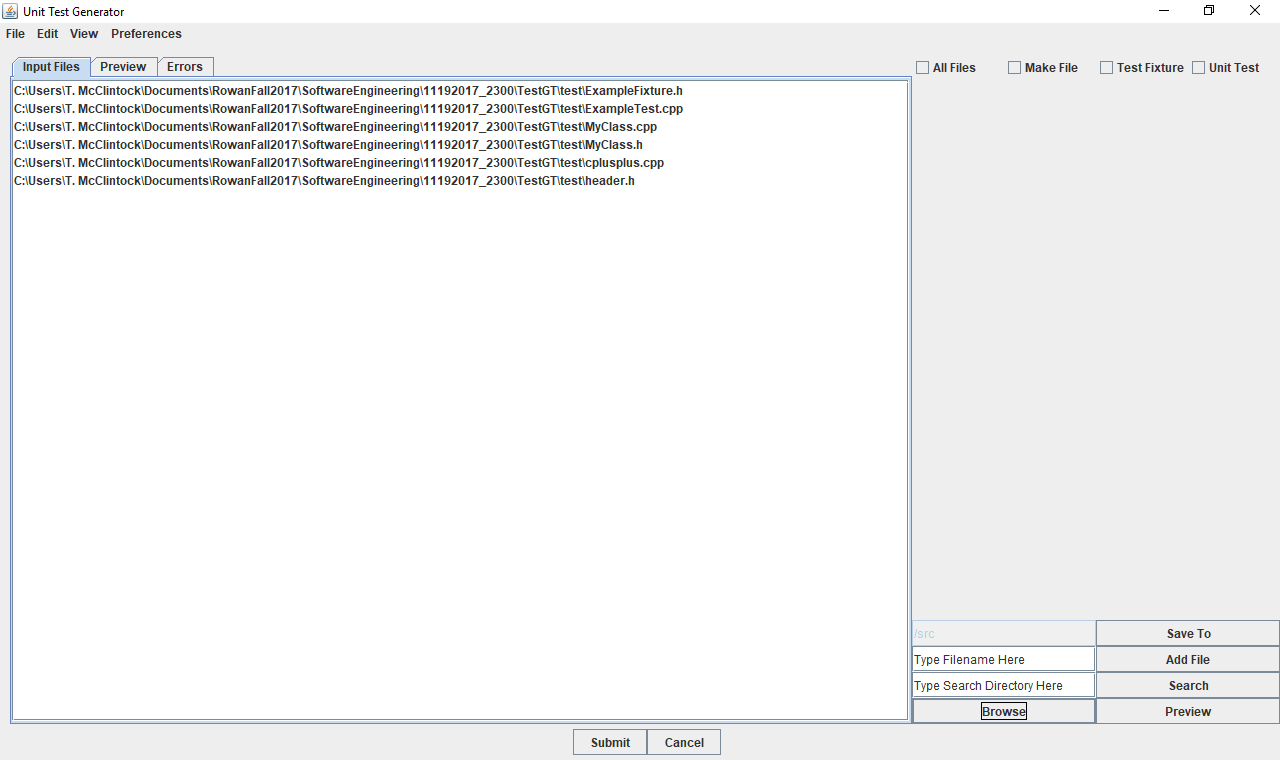 Unit Test Generator
File Edit View Preferences
Input Files Preview Errors
All Files Make File Test Fixture Unit Test
C:\Users\T. McClintock\Documents\RowanFall2017\SoftwareEngineering\11192017_2300\TestGT\test\ExampleFixture.h
C:\Users\T. McClintock\Documents\RowanFall2017\SoftwareEngineering\11192017_2300\TestGT\test\ExampleTest.cpp
C:\Users\T. McClintock\Documents\RowanFall2017\SoftwareEngineering\11192017_2300\TestGT\test\MyClass.cpp
C:\Users\T. McClintock\Documents\RowanFall2017\SoftwareEngineering\11192017_2300\TestGT\test\MyClass.h
C:\Users\T. McClintock\Documents\RowanFall2017\SoftwareEngineering\11192017_2300\TestGT\test\cplusplus.cpp
C:\Users\T. McClintock\Documents\RowanFall2017\SoftwareEngineering\11192017_2300\TestGT\test\header.h
/src Save To
Type Filename Here Add File
Type Search Directory Here Search
Browse Preview
Submit Cancel